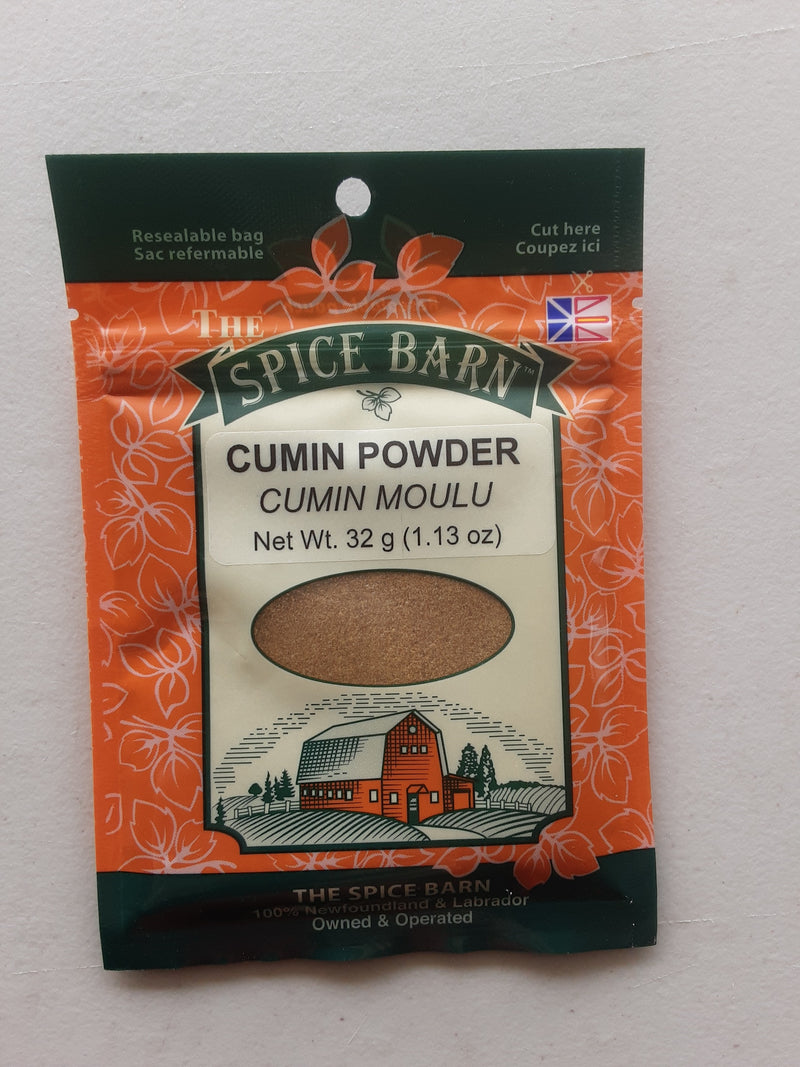 Resealable bag
Sac refermable
Cut here
Coupez ici
THE
SPICE BARN™
CUMIN POWDER
CUMIN MOULU
Net Wt. 32 g (1.13 oz)
THE SPICE BARN
100% Newfoundland & Labrador
Owned & Operated